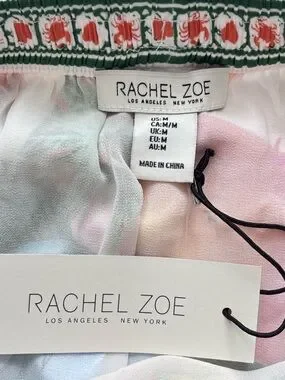 RACHEL ZOE
LOS ANGELES NEW YORK
US:M
CA:M/M
UK:M
EU:M
AU:M
MADE IN CHINA
RACHEL ZOE
LOS ANGELES NEW YORK